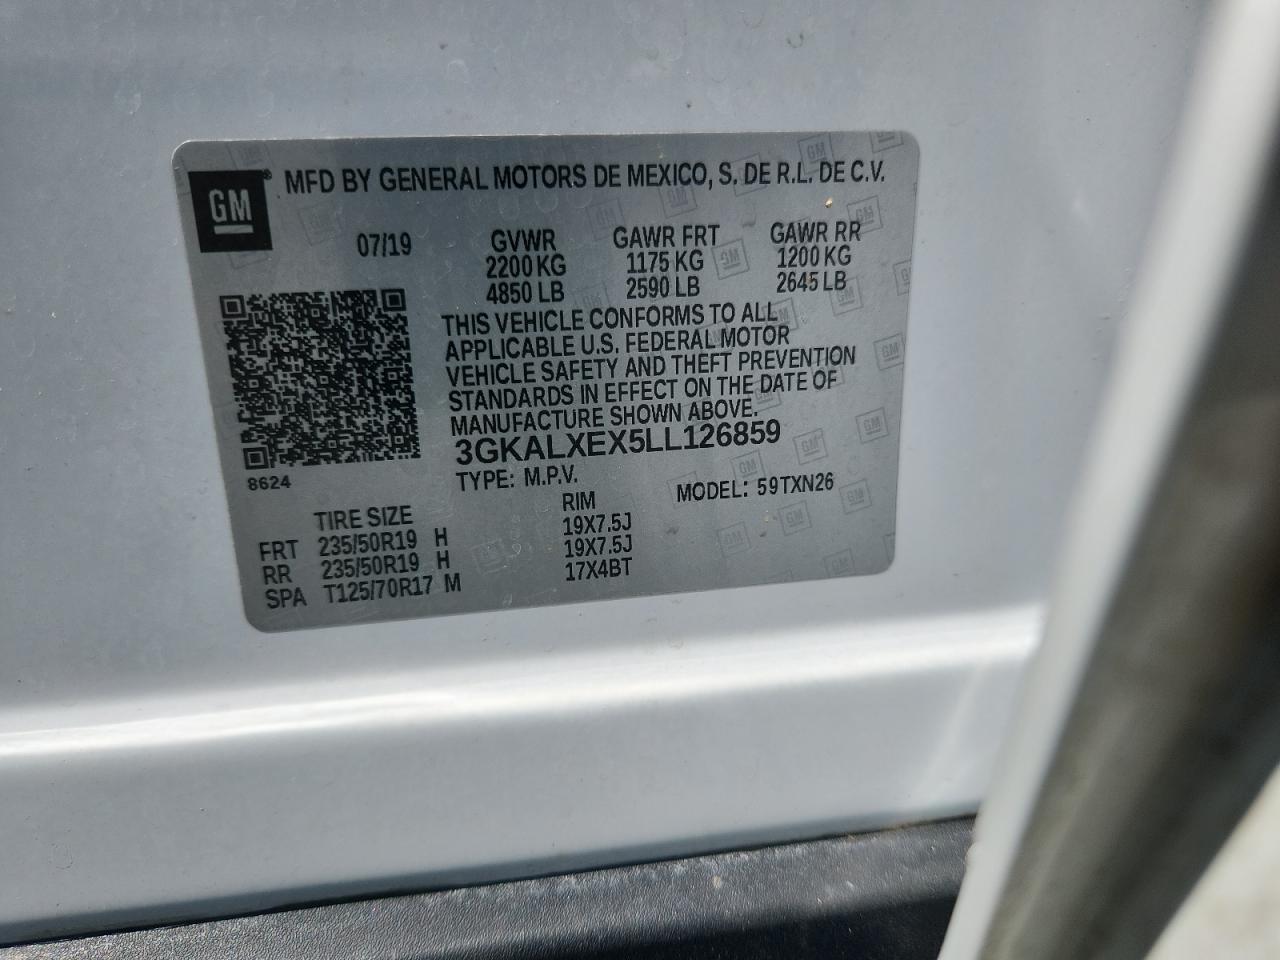 GM® MFD BY GENERAL MOTORS DE MEXICO, S. DE R.L. DE C.V.
07/19 GVWR GAWR FRT GAWR RR
2200 KG 1175 KG 1200 KG
4850 LB 2590 LB 2645 LB
THIS VEHICLE CONFORMS TO ALL
APPLICABLE U.S. FEDERAL MOTOR
VEHICLE SAFETY AND THEFT PREVENTION
STANDARDS IN EFFECT ON THE DATE OF
MANUFACTURE SHOWN ABOVE.
3GKALXEX5LL126859
8624 TYPE: M.P.V. MODEL: 59TXN26
TIRE SIZE RIM
FRT 235/50R19 H 19X7.5J
RR 235/50R19 H 19X7.5J
SPA T125/70R17 M 17X4BT